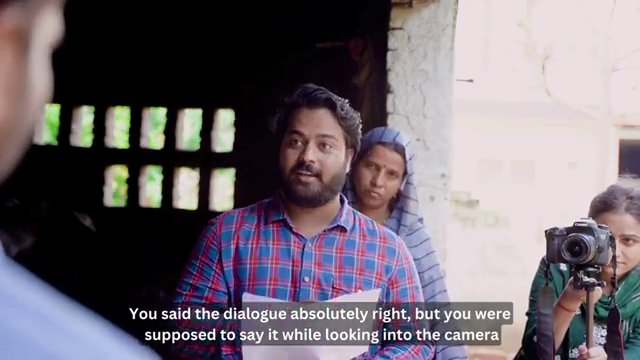 You said the dialogue absolutely right, but you were
supposed to say it while looking into the camera